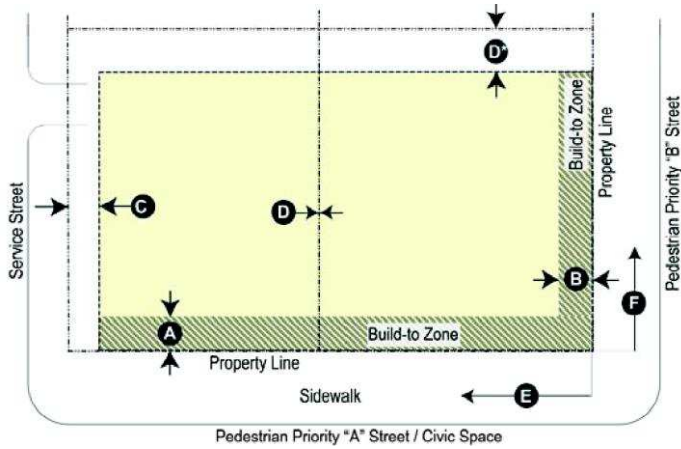 D*
Build-to Zone
Property Line
Pedestrian Priority "B" Street
Service Street
C
D
B
F
A
Build-to Zone
Property Line
Sidewalk
E
Pedestrian Priority "A" Street / Civic Space